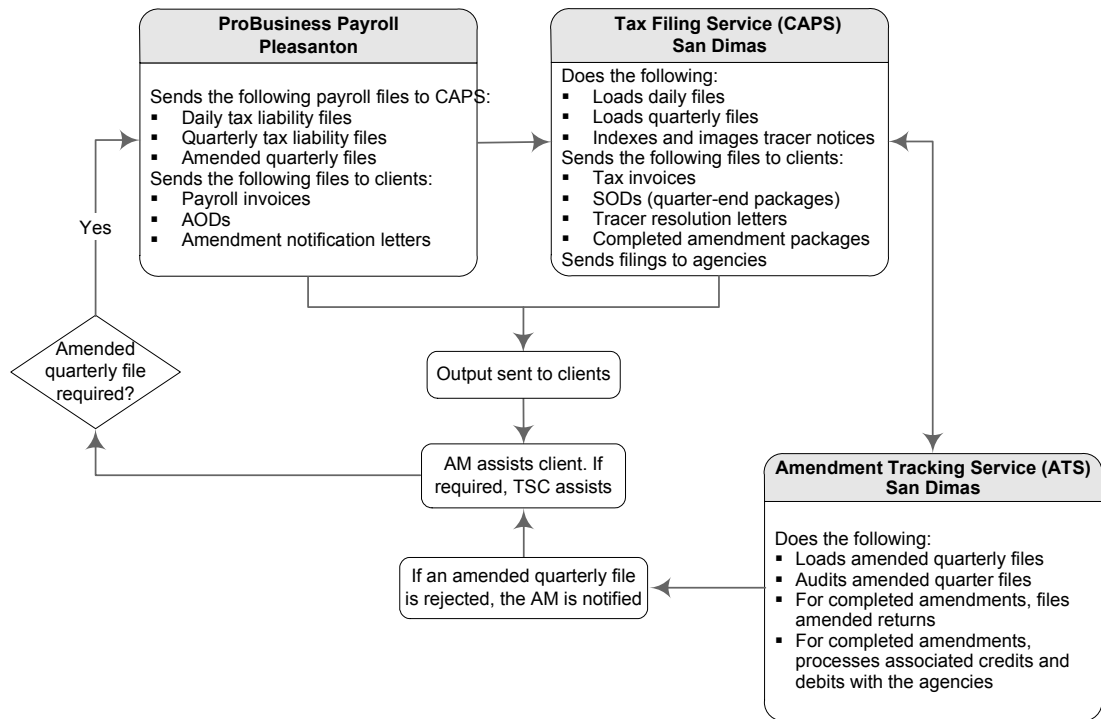 ProBusiness Payroll
Pleasanton
Sends the following payroll files to CAPS:
▪ Daily tax liability files
▪ Quarterly tax liability files
▪ Amended quarterly files
Sends the following files to clients:
▪ Payroll invoices
▪ AODs
▪ Amendment notification letters
Tax Filing Service (CAPS)
San Dimas
Does the following:
▪ Loads daily files
▪ Loads quarterly files
▪ Indexes and images tracer notices
Sends the following files to clients:
▪ Tax invoices
▪ SODs (quarter-end packages)
▪ Tracer resolution letters
▪ Completed amendment packages
Sends filings to agencies
Yes
Amended
quarterly file
required?
Output sent to clients
AM assists client. If
required, TSC assists
If an amended quarterly file
is rejected, the AM is notified
Amendment Tracking Service (ATS)
San Dimas
Does the following:
▪ Loads amended quarterly files
▪ Audits amended quarter files
▪ For completed amendments, files
amended returns
▪ For completed amendments,
processes associated credits and
debits with the agencies